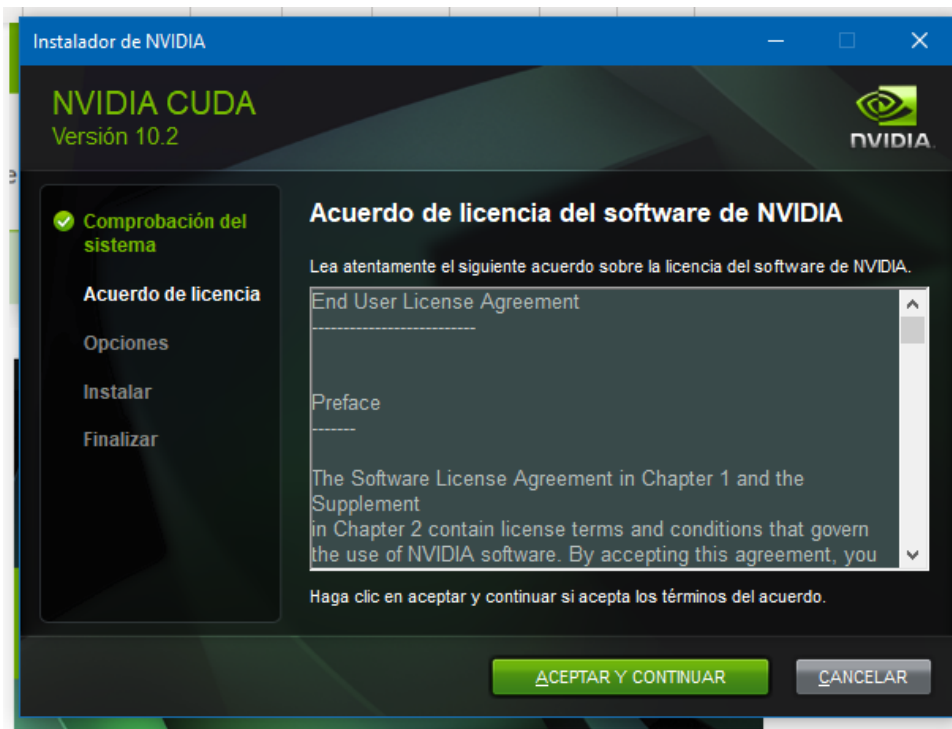 Instalador de NVIDIA
NVIDIA CUDA
Versión 10.2
NVIDIA.
Comprobación del
sistema
Acuerdo de licencia
Opciones
Instalar
Finalizar
Acuerdo de licencia del software de NVIDIA
Lea atentamente el siguiente acuerdo sobre la licencia del software de NVIDIA.
End User License Agreement
--------------------------
Preface
-------
The Software License Agreement in Chapter 1 and the
Supplement
in Chapter 2 contain license terms and conditions that govern
the use of NVIDIA software. By accepting this agreement, you
Haga clic en aceptar y continuar si acepta los términos del acuerdo.
ACEPTAR Y CONTINUAR
CANCELAR